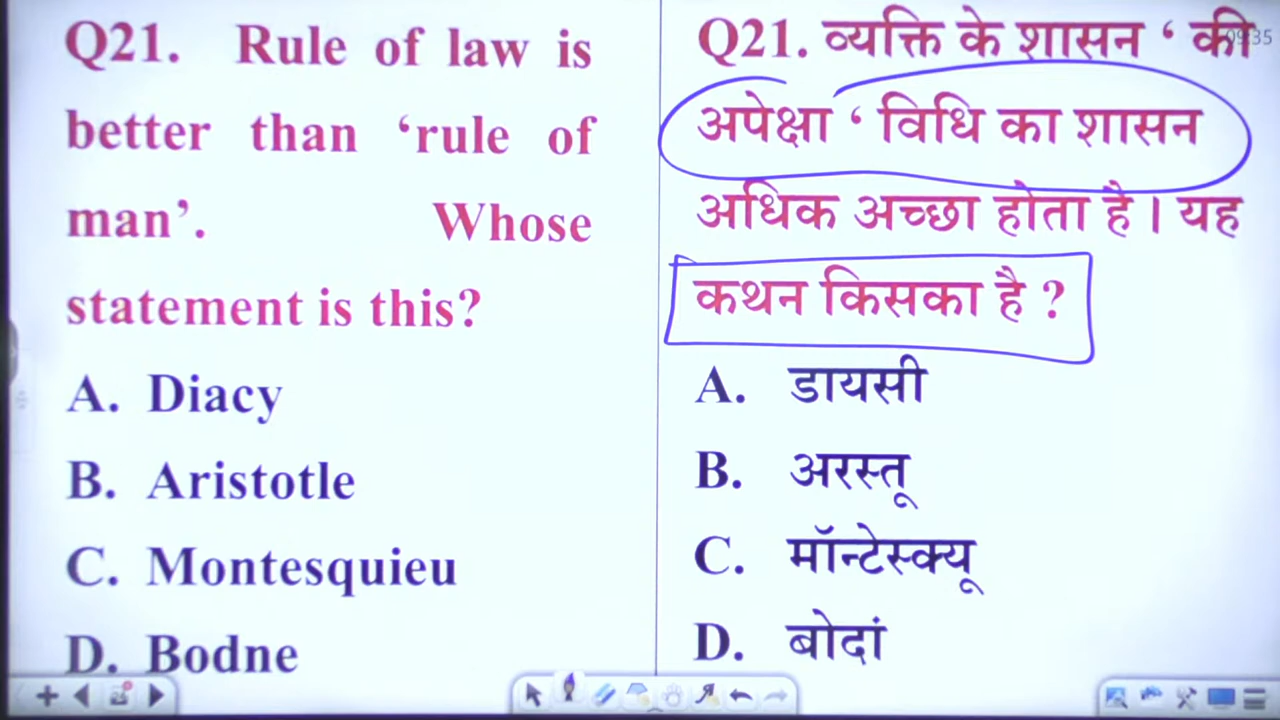 Q21. Rule of law is
better than ‘rule of
man’. Whose
statement is this?
A. Diacy
B. Aristotle
C. Montesquieu
D. Bodne
Q21. व्यक्ति के शासन ‘ की
अपेक्षा ‘ विधि का शासन
अधिक अच्छा होता है। यह
कथन किसका है ?
A. डायसी
B. अरस्तू
C. मॉन्टेस्क्यू
D. बोदां